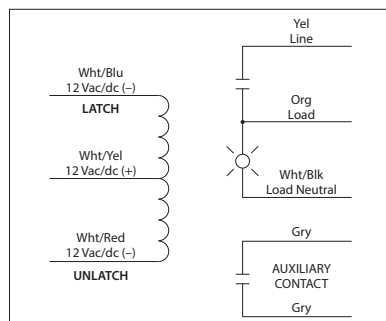 Wht/Blu
12 Vac/dc (–)
LATCH
Wht/Yel
12 Vac/dc (+)
Wht/Red
12 Vac/dc (–)
UNLATCH
Yel
Line
Org
Load
Wht/Blk
Load Neutral
Gry
AUXILIARY
CONTACT
Gry